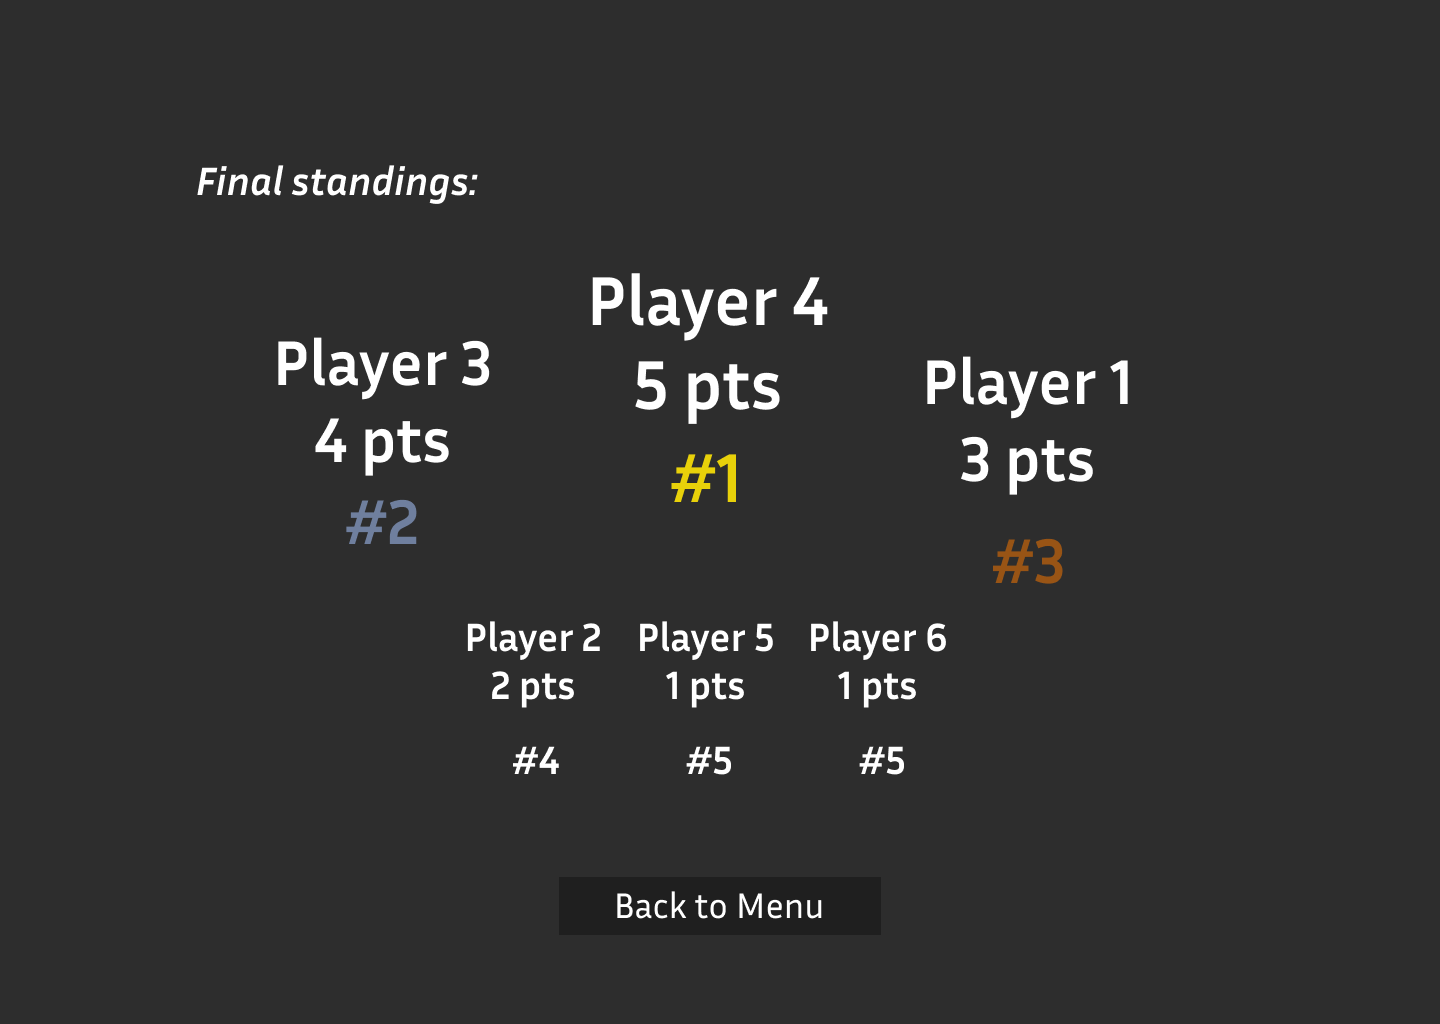 Final standings:
Player 4
5 pts
#1
Player 3
4 pts
#2
Player 1
3 pts
#3
Player 2
2 pts
#4
Player 5
1 pts
#5
Player 6
1 pts
#5
Back to Menu